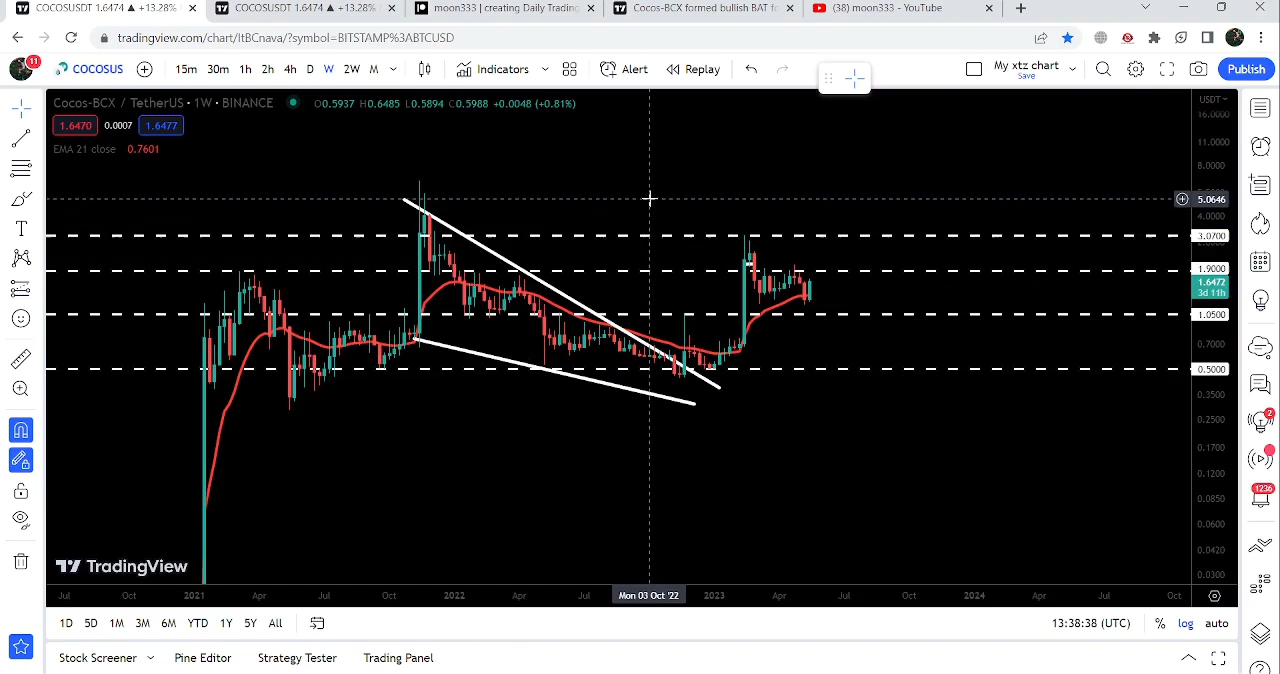 COCOSUSDT 1.6474 ▲ +13.28%
COCOSUSDT 1.6474 ▲ +13.28%
moon333 | creating Daily Trading
Cocos-BCX formed bullish BAT fo
(38) moon333 - YouTube
tradingview.com/chart/ItBCnava/?symbol=BITSTAMP%3ABTCUSD
11
COCOSUS
15m 30m 1h 2h 4h D W 2W M
Indicators
Alert
Replay
My xtz chart
Save
Publish
Cocos-BCX / TetherUS · 1W · BINANCE
O0.5937 H0.6485 L0.5894 C0.5988 +0.0048 (+0.81%)
USDT
1.6470 0.0007 1.6477
EMA 21 close 0.7601
16.0000
11.0000
8.0000
5.0646
4.0000
3.0700
1.9000
1.6472
3d 11h
1.0500
0.7000
0.5000
0.3500
0.2500
0.1700
0.1200
0.0850
0.0600
0.0420
0.0300
2
1236
TradingView
Jul Oct 2021 Apr Jul Oct 2022 Apr Jul Mon 03 Oct '22 2023 Apr Jul Oct 2024 Apr Jul Oct
1D 5D 1M 3M 6M YTD 1Y 5Y All
13:38:38 (UTC) % log auto
Stock Screener Pine Editor Strategy Tester Trading Panel